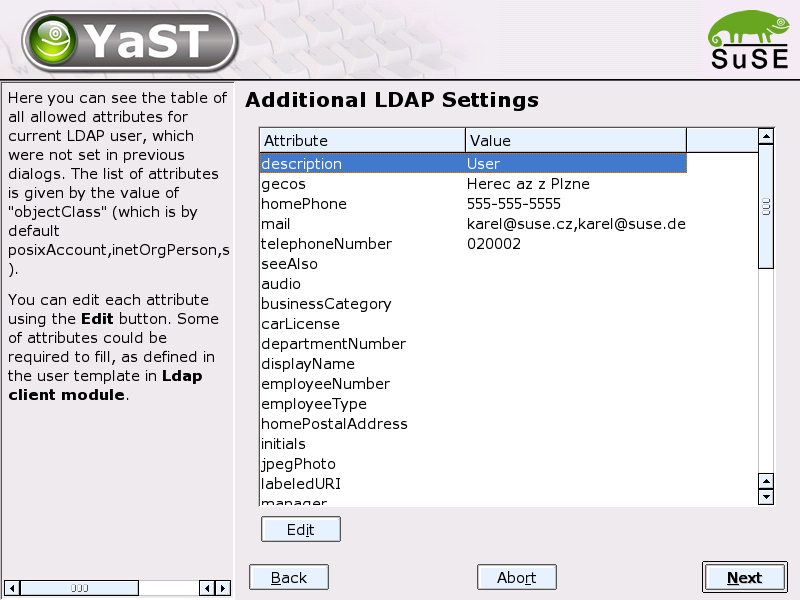 YaST
SuSE
Here you can see the table of
all allowed attributes for
current LDAP user, which
were not set in previous
dialogs. The list of attributes
is given by the value of
"objectClass" (which is by
default
posixAccount,inetOrgPerson,s
).
You can edit each attribute
using the Edit button. Some
of attributes could be
required to fill, as defined in
the user template in Ldap
client module.
Additional LDAP Settings
Attribute Value
description User
gecos Herec az z Plzne
homePhone 555-555-5555
mail karel@suse.cz,karel@suse.de
telephoneNumber 020002
seeAlso
audio
businessCategory
carLicense
departmentNumber
displayName
employeeNumber
employeeType
homePostalAddress
initials
jpegPhoto
labeledURI
manager
Edit
Back Abort Next